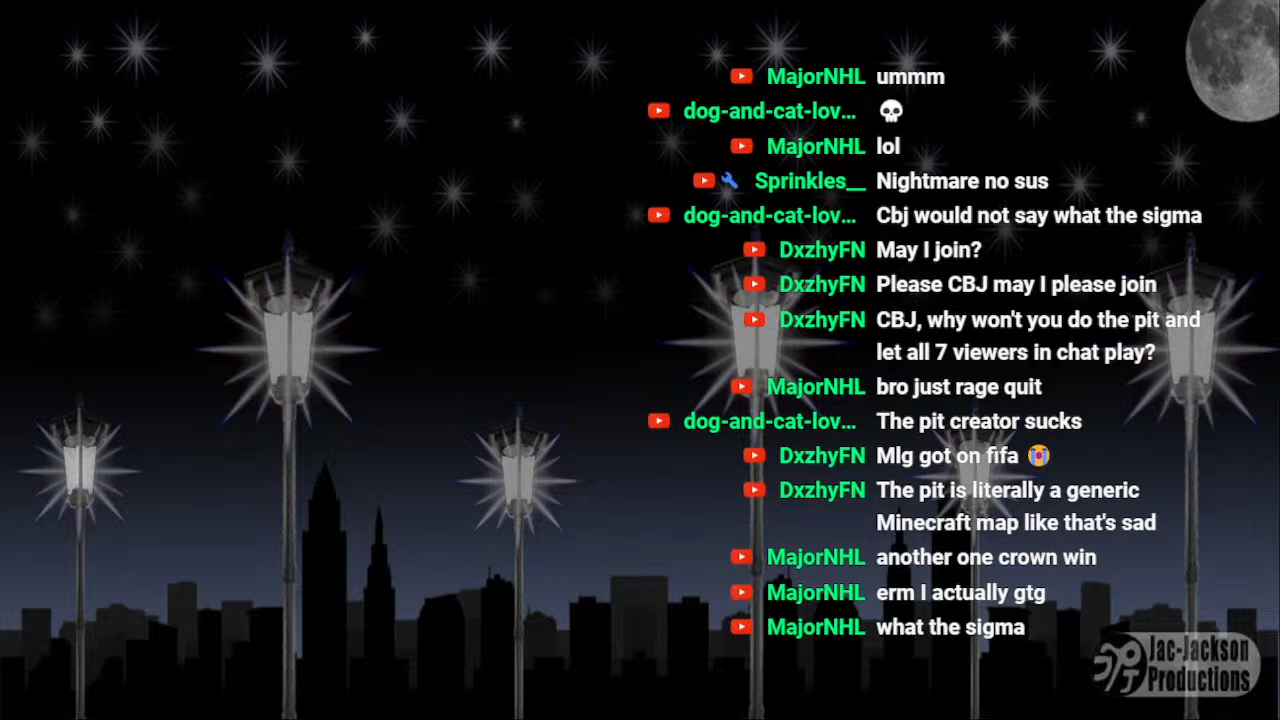 MajorNHL ummm
dog-and-cat-lov... 💀
MajorNHL lol
Sprinkles__ Nightmare no sus
dog-and-cat-lov... Cbj would not say what the sigma
DxzhyFN May I join?
DxzhyFN Please CBJ may I please join
DxzhyFN CBJ, why won't you do the pit and
let all 7 viewers in chat play?
MajorNHL bro just rage quit
dog-and-cat-lov... The pit creator sucks
DxzhyFN Mlg got on fifa 😭
DxzhyFN The pit is literally a generic
Minecraft map like that's sad
MajorNHL another one crown win
MajorNHL erm I actually gtg
MajorNHL what the sigma
Jac-Jackson
Productions